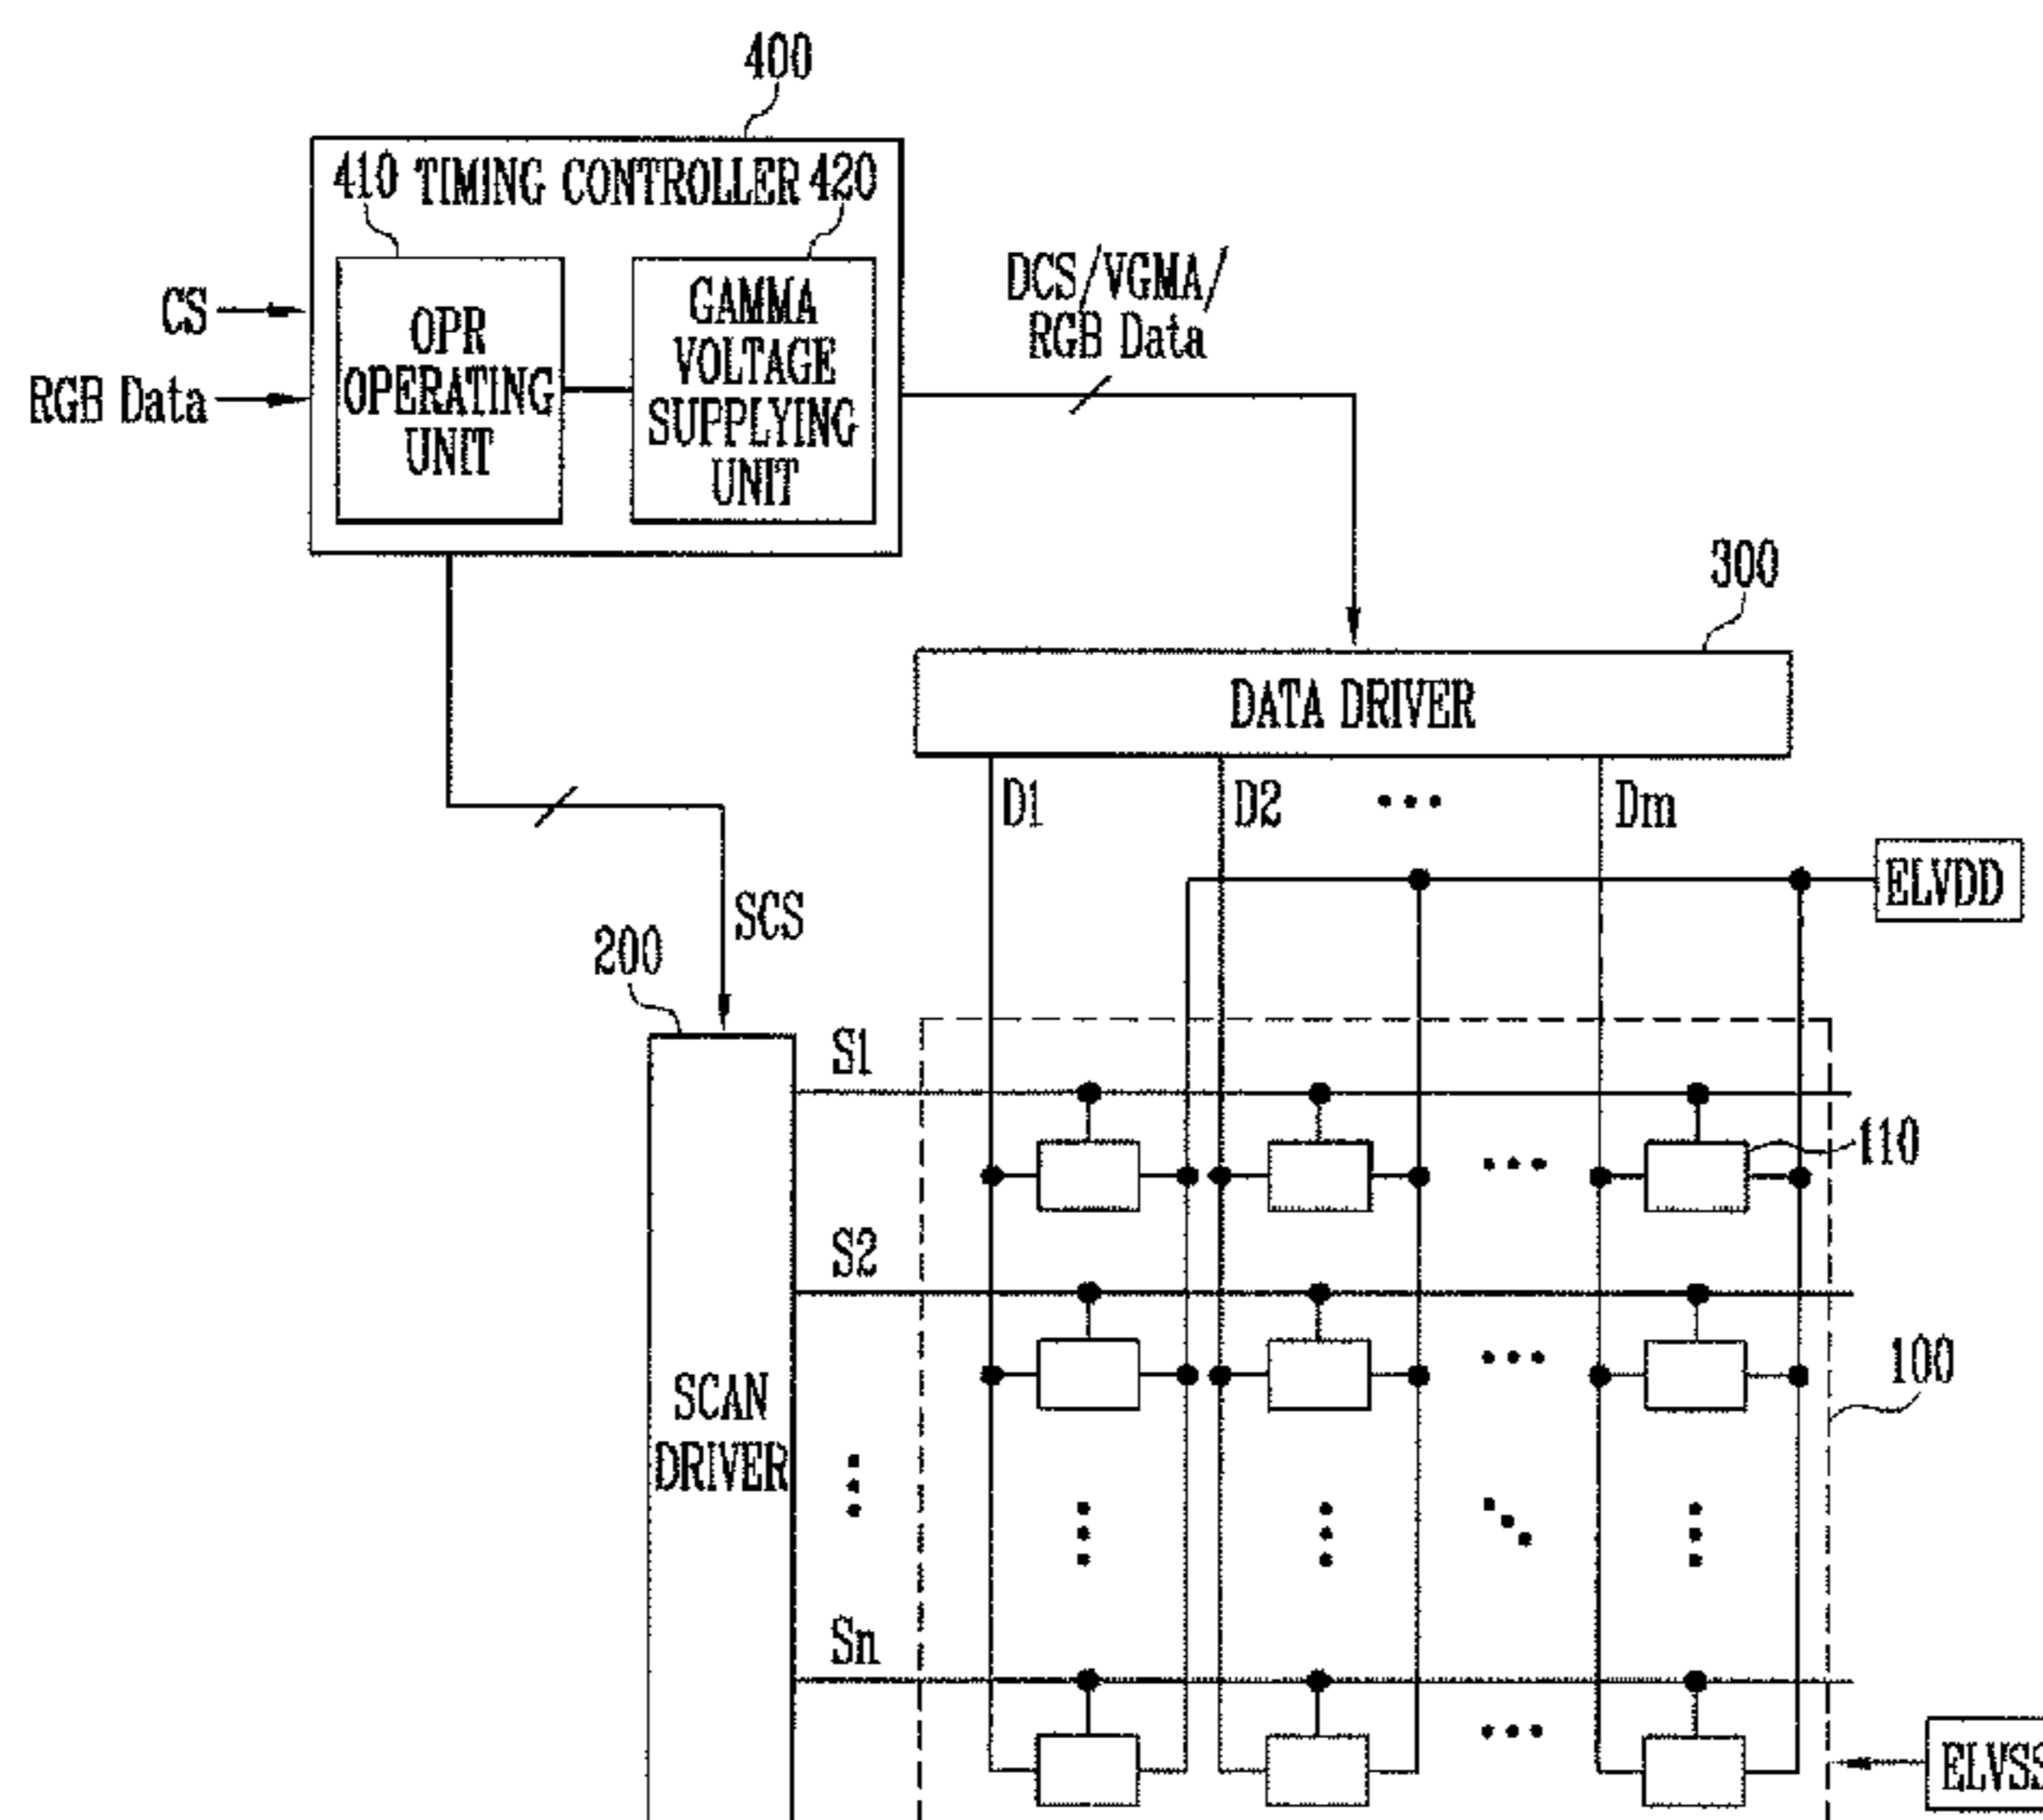 400
410 TIMING CONTROLLER 420
CS
RGB Data
OPR
OPERATING
UNIT
GAMMA
VOLTAGE
SUPPLYING
UNIT
DCS/VGMA/
RGB Data
300
DATA DRIVER
D1
D2
Dm
ELVDD
SCS
200
S1
110
S2
100
SCAN
DRIVER
Sn
ELVSS